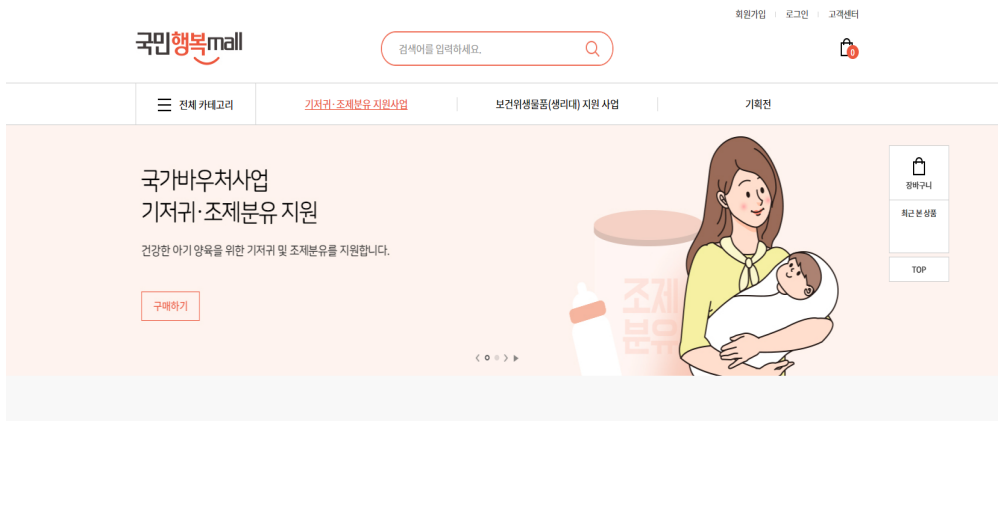 회원가입 로그인 고객센터
국민행복mall
검색어를 입력하세요.
0
전체 카테고리 기저귀·조제분유 지원사업 보건위생물품(생리대) 지원 사업 기획전
국가바우처사업
기저귀·조제분유 지원
건강한 아기 양육을 위한 기저귀 및 조제분유를 지원합니다.
구매하기
조제
분유
장바구니
최근 본 상품
TOP